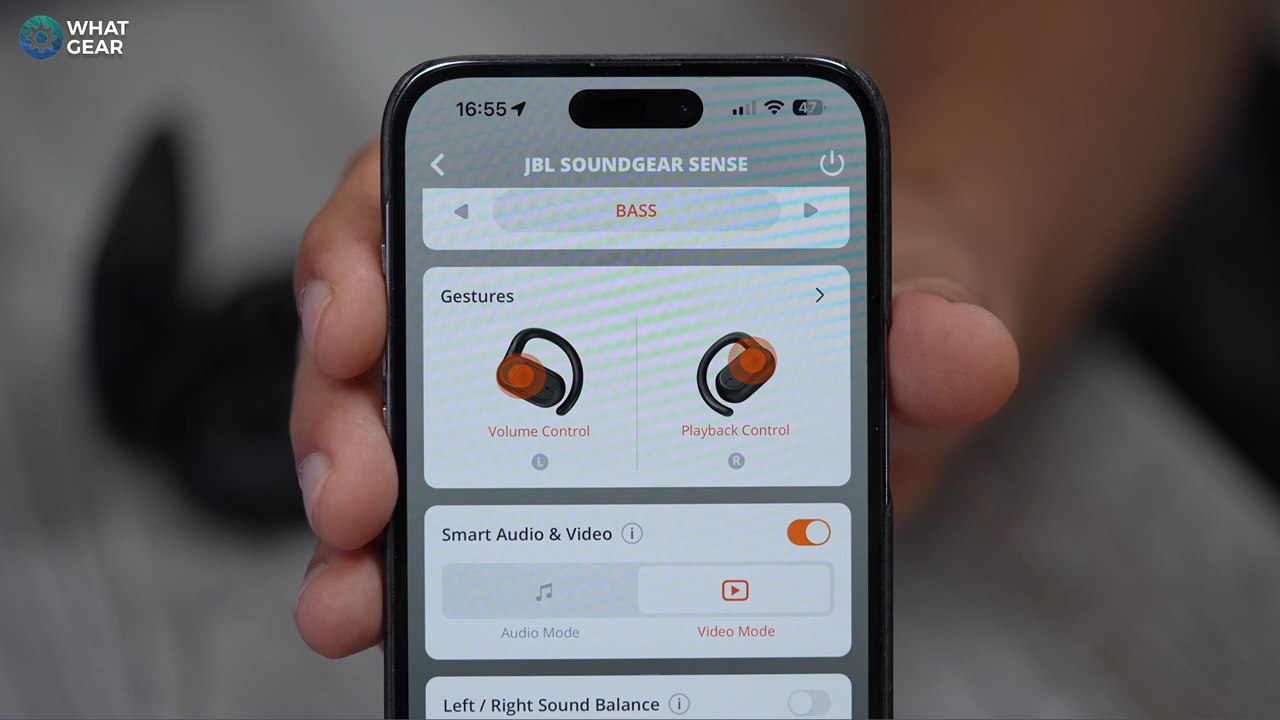 WHAT
GEAR
16:55
47
JBL SOUNDGEAR SENSE
BASS
Gestures
Volume Control
Playback Control
L
R
Smart Audio & Video
i
Audio Mode
Video Mode
Left / Right Sound Balance
i